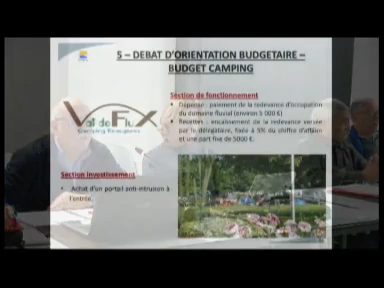 5 – DEBAT D'ORIENTATION BUDGETAIRE –
BUDGET CAMPING
Section de fonctionnement
• Dépense : paiement de la redevance d'occupation
du domaine fluvial (environ 5 000 €)
• Recettes : encaissement de la redevance versée
par le délégataire, fixée à 5% du chiffre d'affaires
et une part fixe de 5000 €.
Val de FluX
Camping
Section investissement
• Achat d'un portail anti-intrusion à
l'entrée.